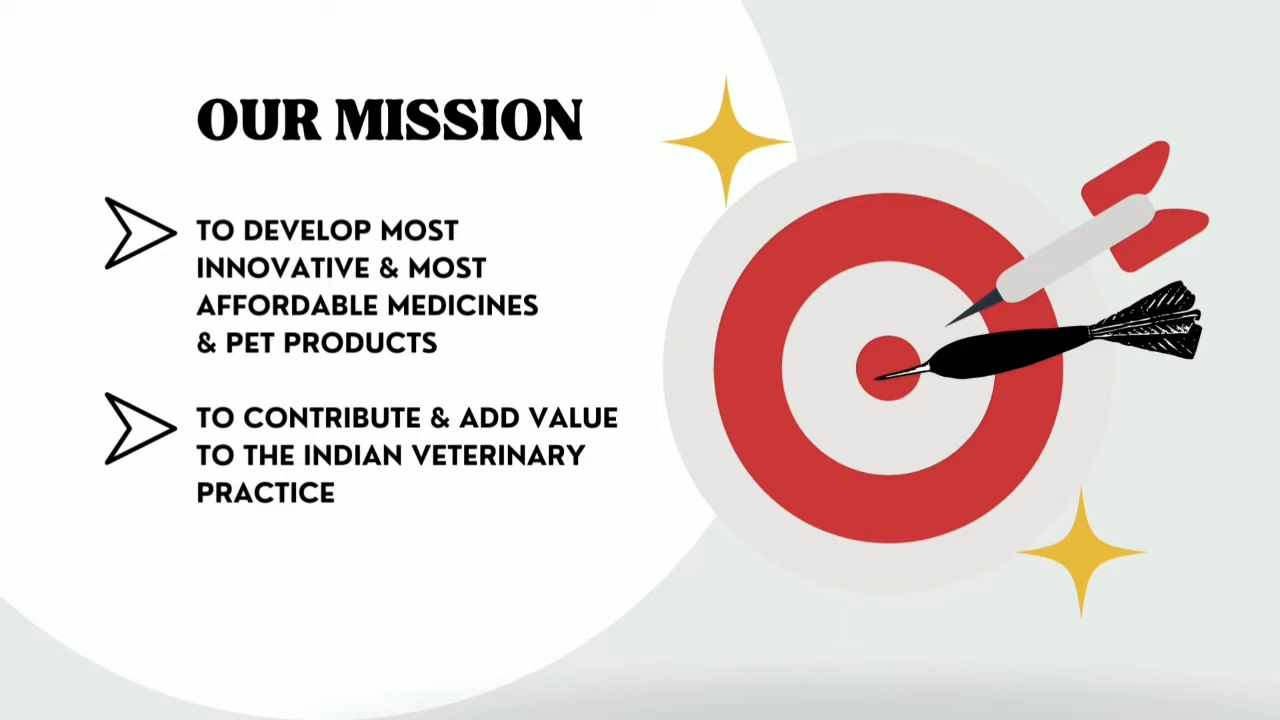 OUR MISSION
TO DEVELOP MOST
INNOVATIVE & MOST
AFFORDABLE MEDICINES
& PET PRODUCTS
TO CONTRIBUTE & ADD VALUE
TO THE INDIAN VETERINARY
PRACTICE